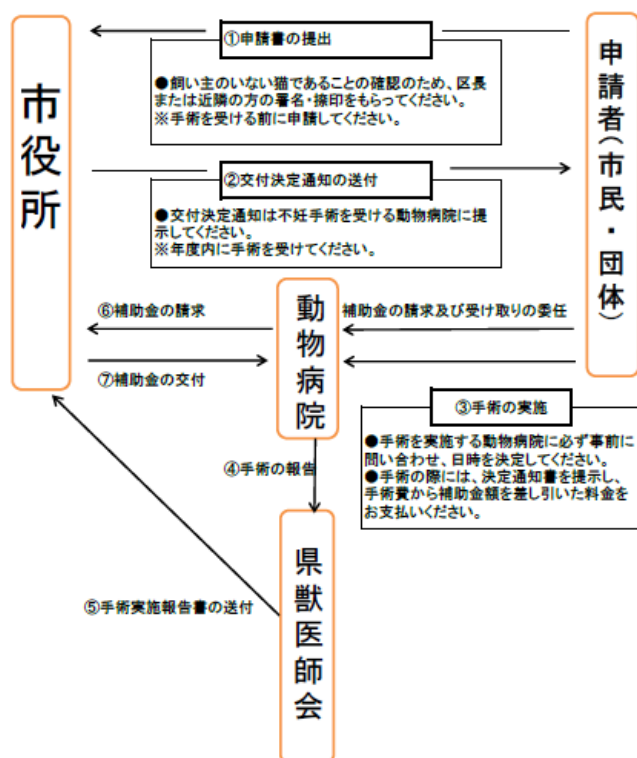 ①申請書の提出
●飼い主のいない猫であることの確認のため、区長
または近隣の方の署名・捺印をもらってください。
※手術を受ける前に申請してください。
市役所
申請者(市民・団体)
②交付決定通知の送付
●交付決定通知は不妊手術を受ける動物病院に提
示してください。
※年度内に手術を受けてください。
動物病院
⑥補助金の請求
補助金の請求及び受け取りの委任
⑦補助金の交付
③手術の実施
●手術を実施する動物病院に必ず事前に
問い合わせ、日時を決定してください。
●手術の際には、決定通知書を提示し、
手術費から補助金額を差し引いた料金を
お支払いください。
④手術の報告
県獣医師会
⑤手術実施報告書の送付